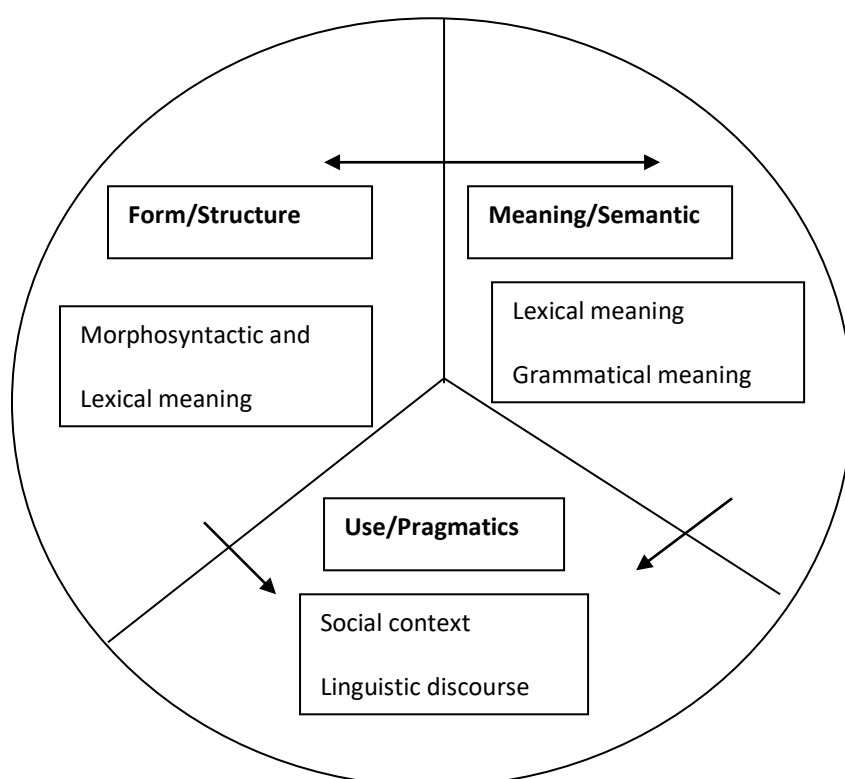 Form/Structure
Morphosyntactic and
Lexical meaning
Meaning/Semantic
Lexical meaning
Grammatical meaning
Use/Pragmatics
Social context
Linguistic discourse